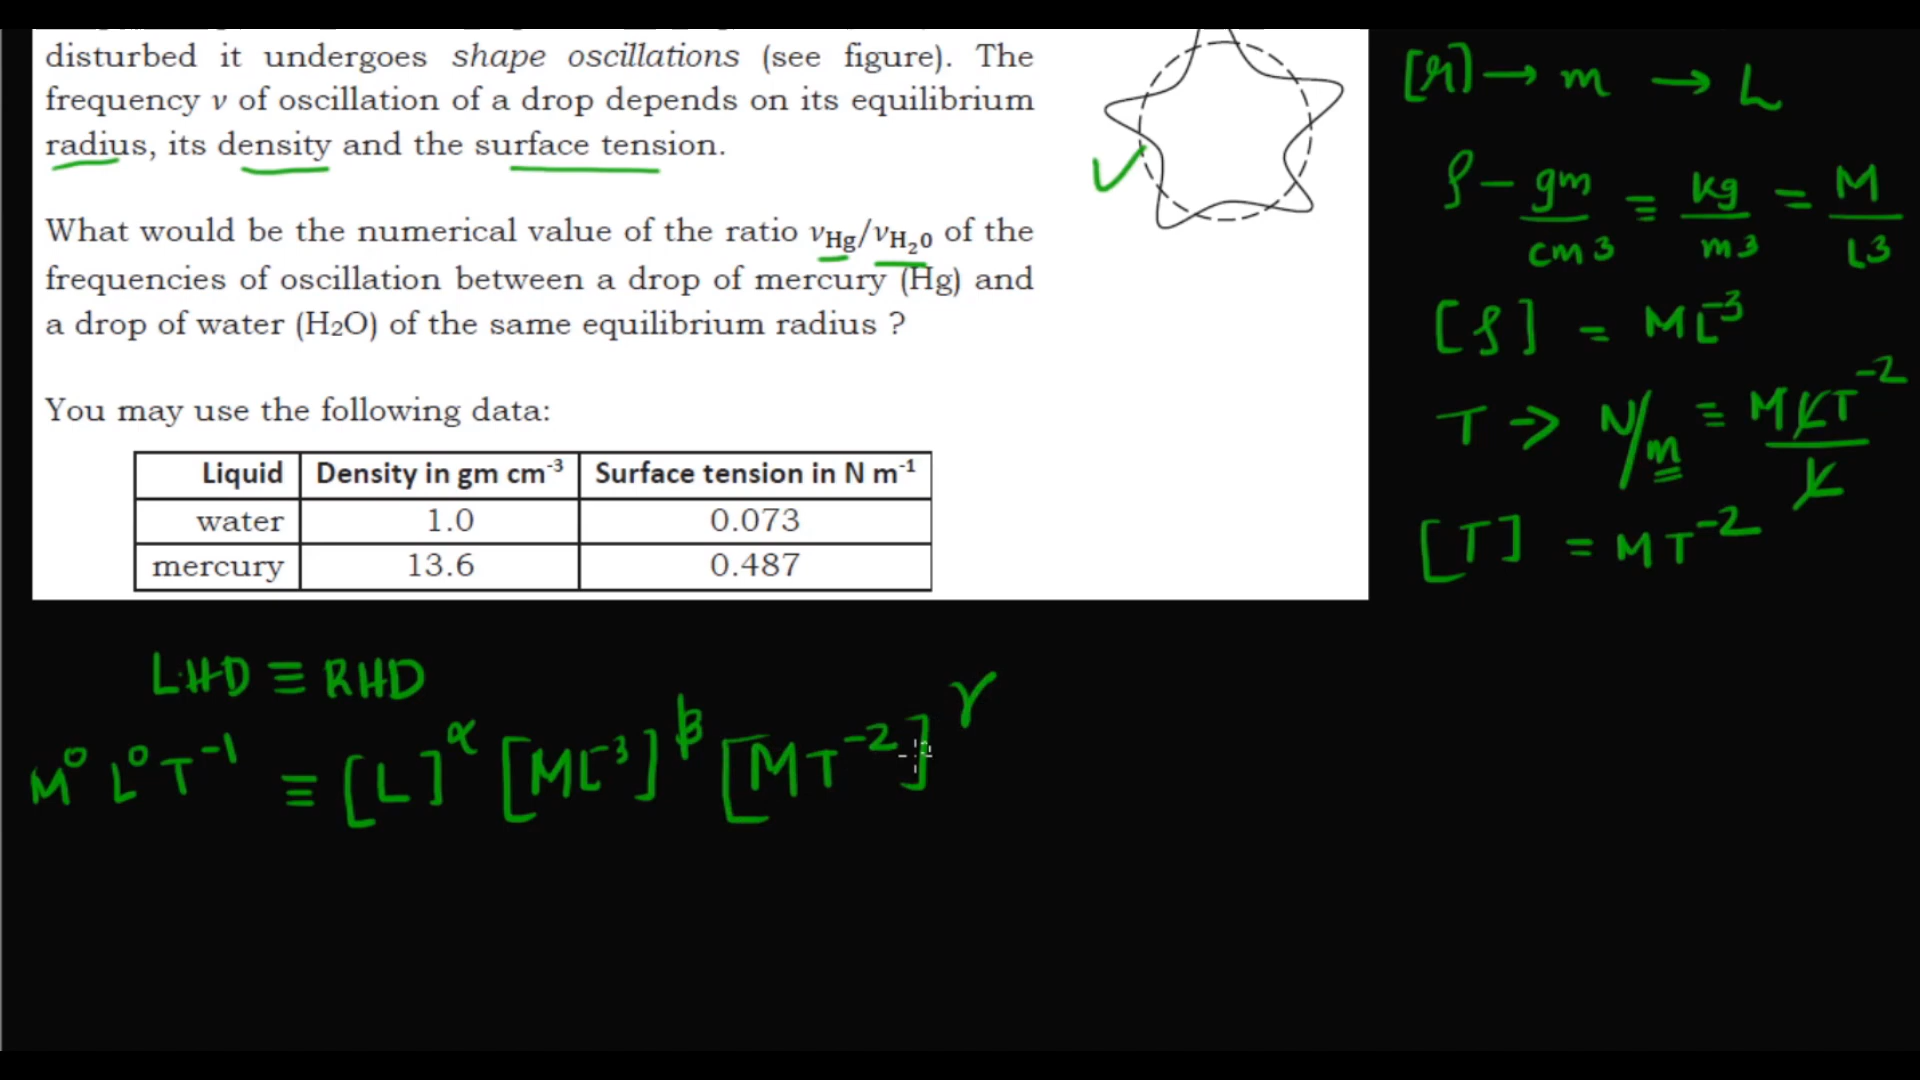 disturbed it undergoes shape oscillations (see figure). The
frequency ν of oscillation of a drop depends on its equilibrium
radius, its density and the surface tension.
What would be the numerical value of the ratio ν_Hg/ν_H₂O of the
frequencies of oscillation between a drop of mercury (Hg) and
a drop of water (H2O) of the same equilibrium radius ?
You may use the following data:
Liquid Density in gm cm⁻³ Surface tension in N m⁻¹
water 1.0 0.073
mercury 13.6 0.487
[r] → m → L
ρ – gm/cm³ ≡ kg/m³ = M/L³
[ρ] = ML⁻³
T → N/m ≡ MLT⁻²/L
[T] = MT⁻²
LHD ≡ RHD
M⁰ L⁰ T⁻¹ ≡ [L]^α [ML⁻³]^β [MT⁻²]^γ